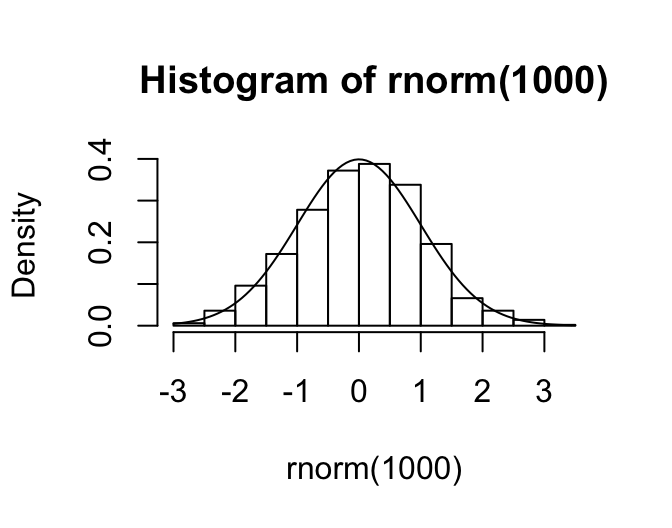 Histogram of rnorm(1000)
Density
0.4
0.2
0.0
-3 -2 -1 0 1 2 3
rnorm(1000)